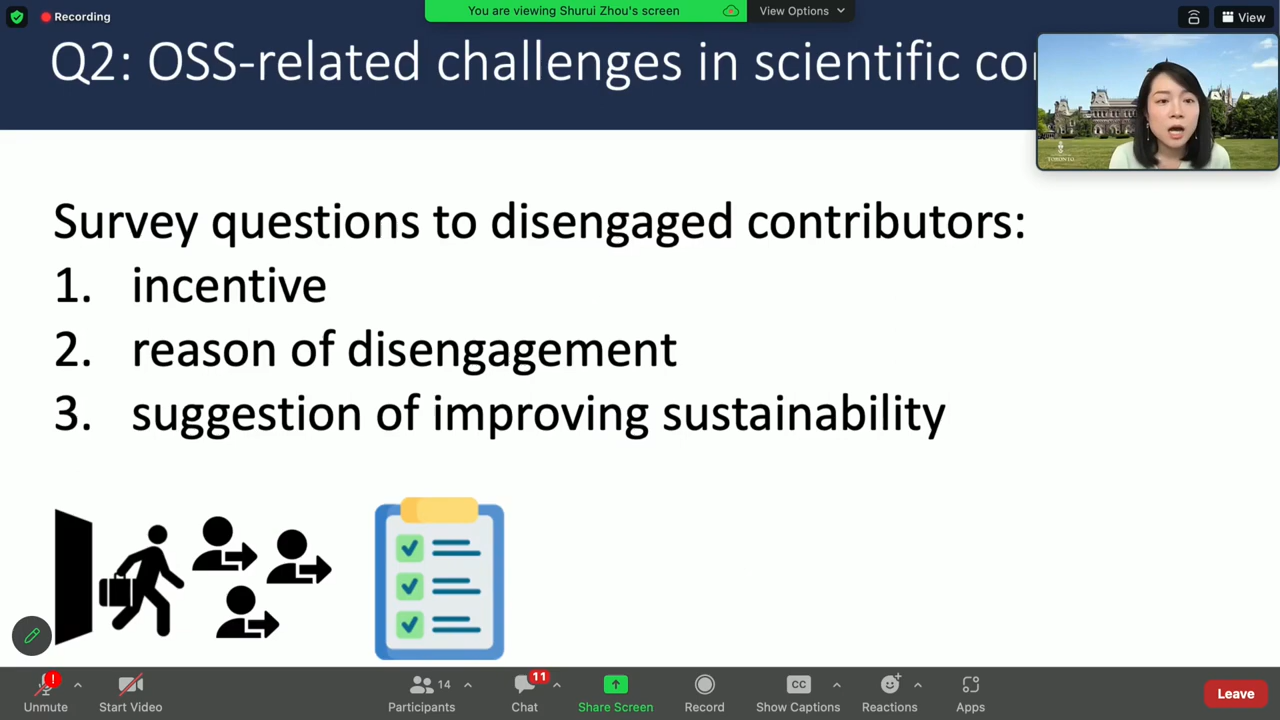 You are viewing Shurui Zhou's screen
View Options
Recording
View
Q2: OSS-related challenges in scientific
TORONTO
Survey questions to disengaged contributors:
1. incentive
2. reason of disengagement
3. suggestion of improving sustainability
Unmute
Start Video
14
Participants
11
Chat
Share Screen
Record
CC
Show Captions
Reactions
Apps
Leave